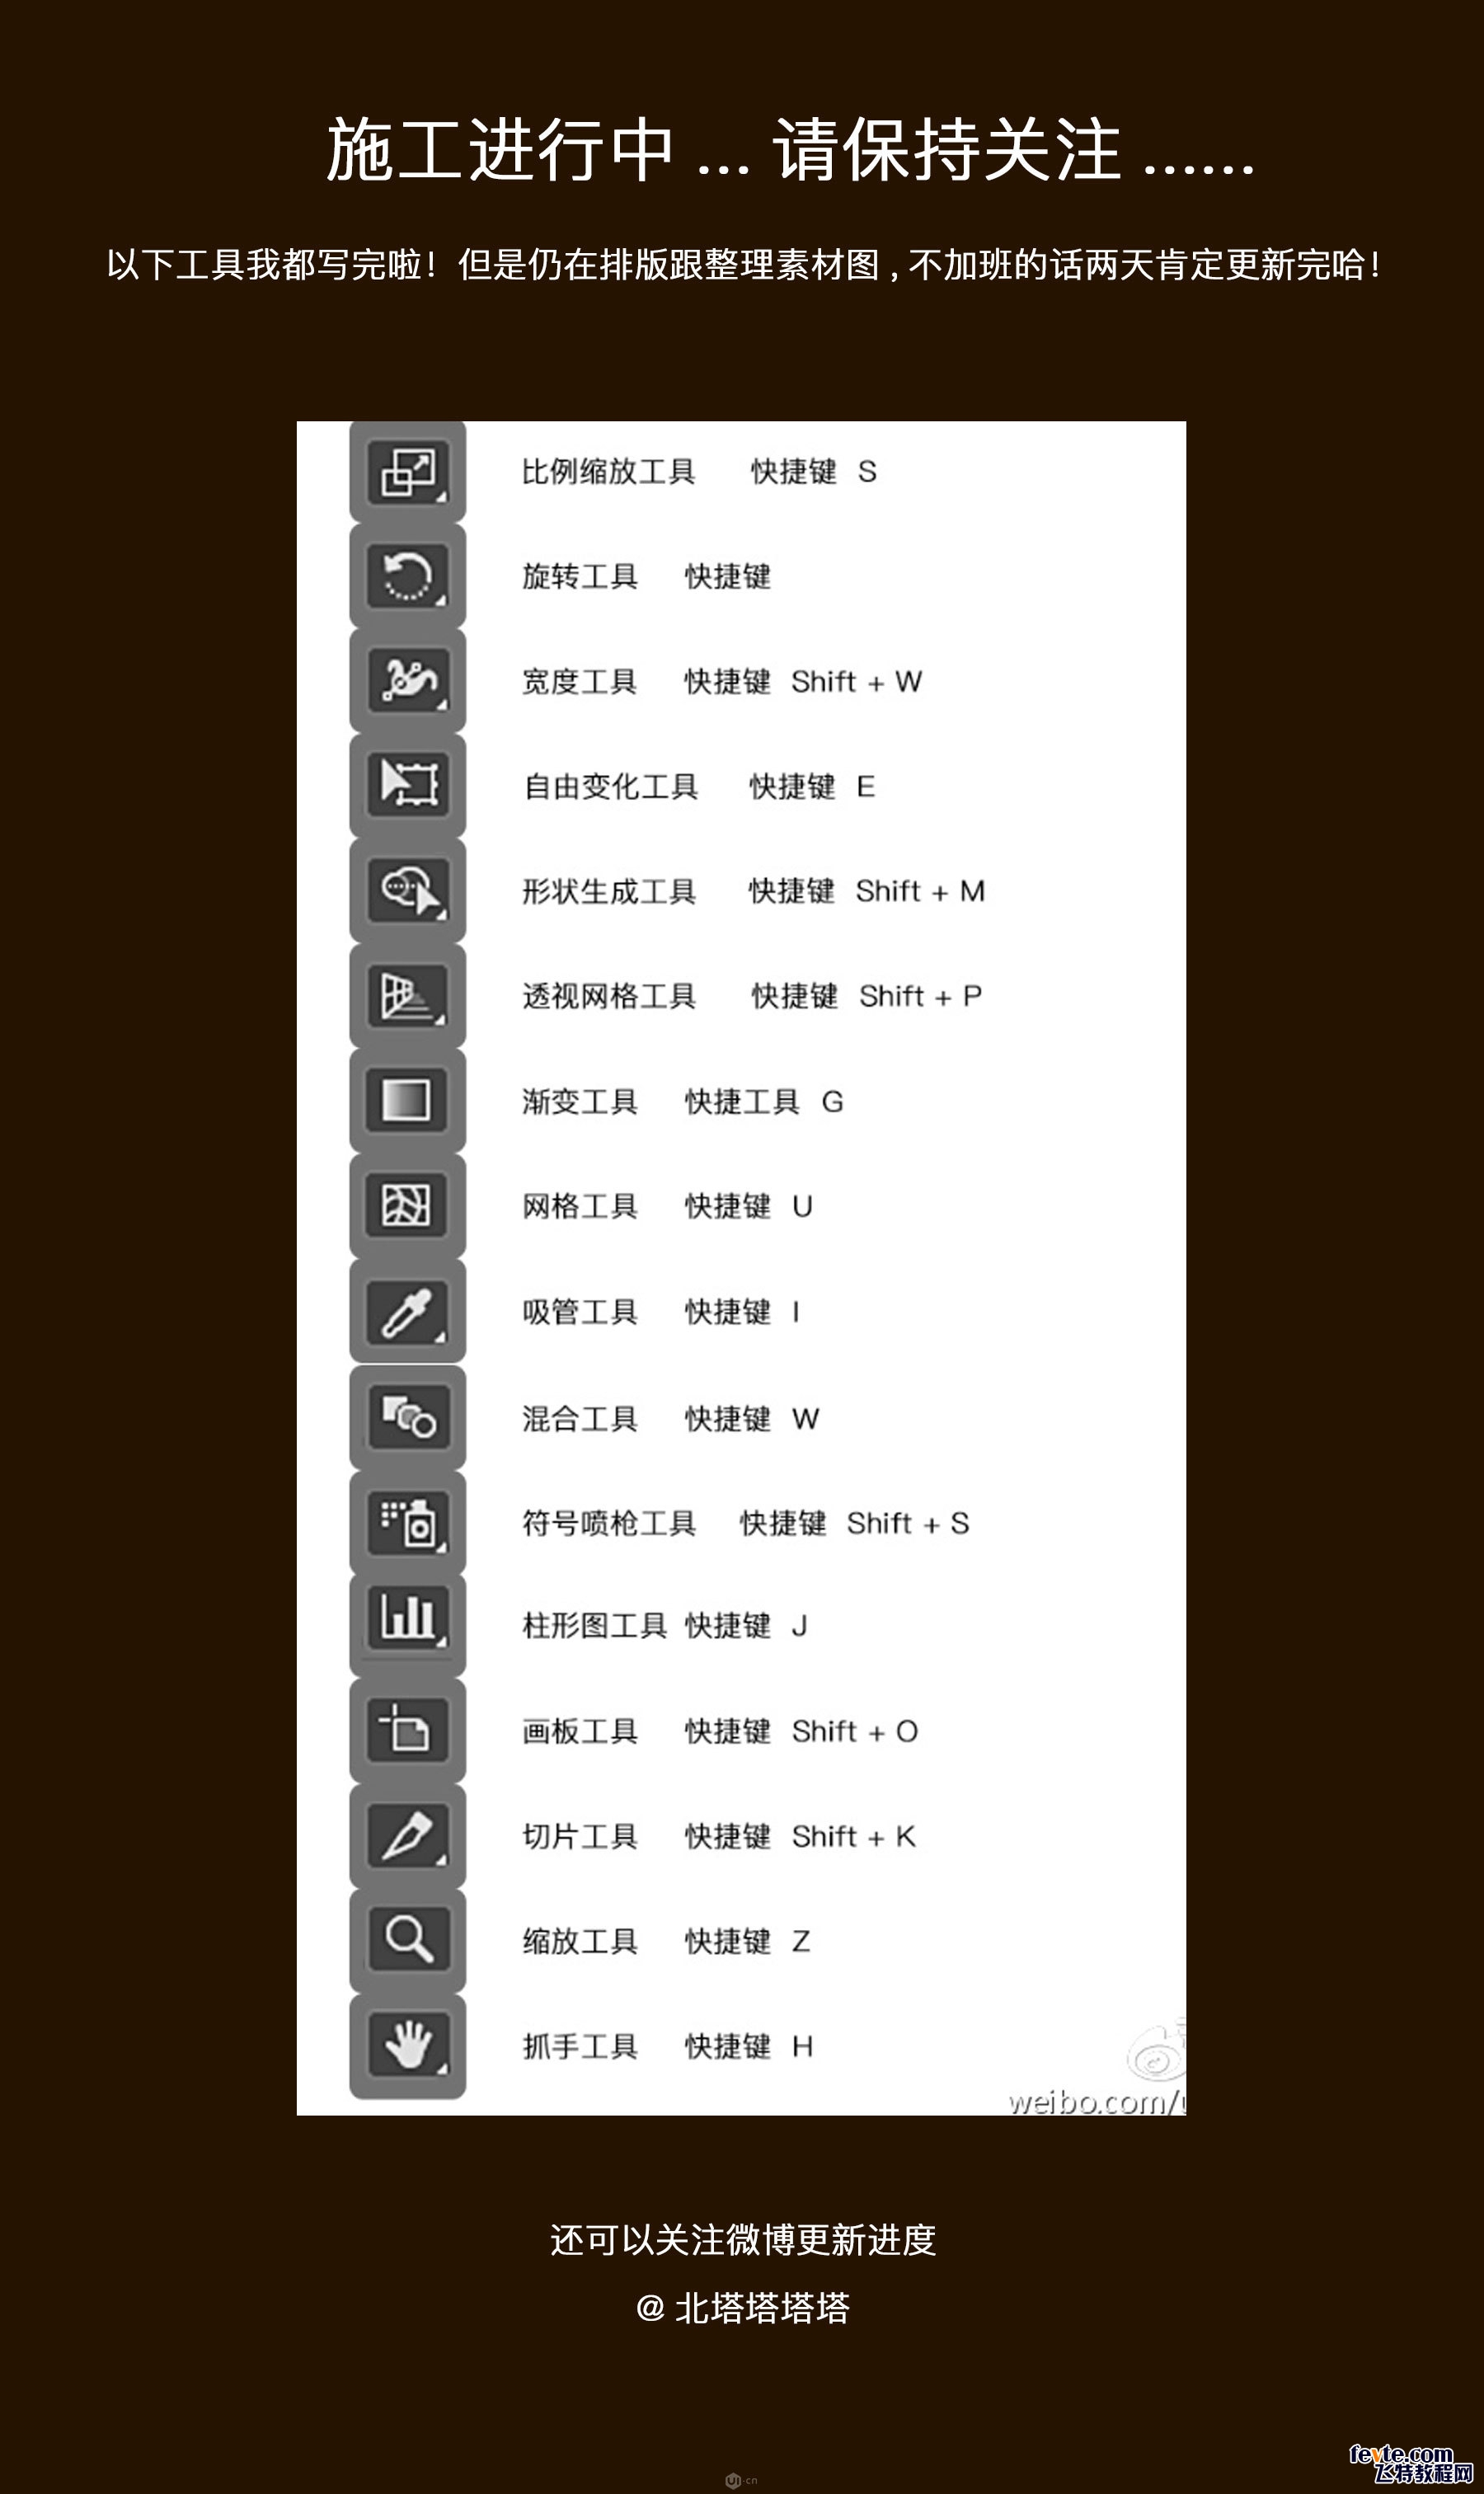 施工进行中 ... 请保持关注 ......
以下工具我都写完啦！但是仍在排版跟整理素材图 , 不加班的话两天肯定更新完哈！
比例缩放工具 快捷键 S
旋转工具 快捷键
宽度工具 快捷键 Shift + W
自由变化工具 快捷键 E
形状生成工具 快捷键 Shift + M
透视网格工具 快捷键 Shift + P
渐变工具 快捷工具 G
网格工具 快捷键 U
吸管工具 快捷键 I
混合工具 快捷键 W
符号喷枪工具 快捷键 Shift + S
柱形图工具 快捷键 J
画板工具 快捷键 Shift + O
切片工具 快捷键 Shift + K
缩放工具 快捷键 Z
抓手工具 快捷键 H
weibo.com/
还可以关注微博更新进度
@ 北塔塔塔塔
fevte.com
飞特教程网
UI.cn